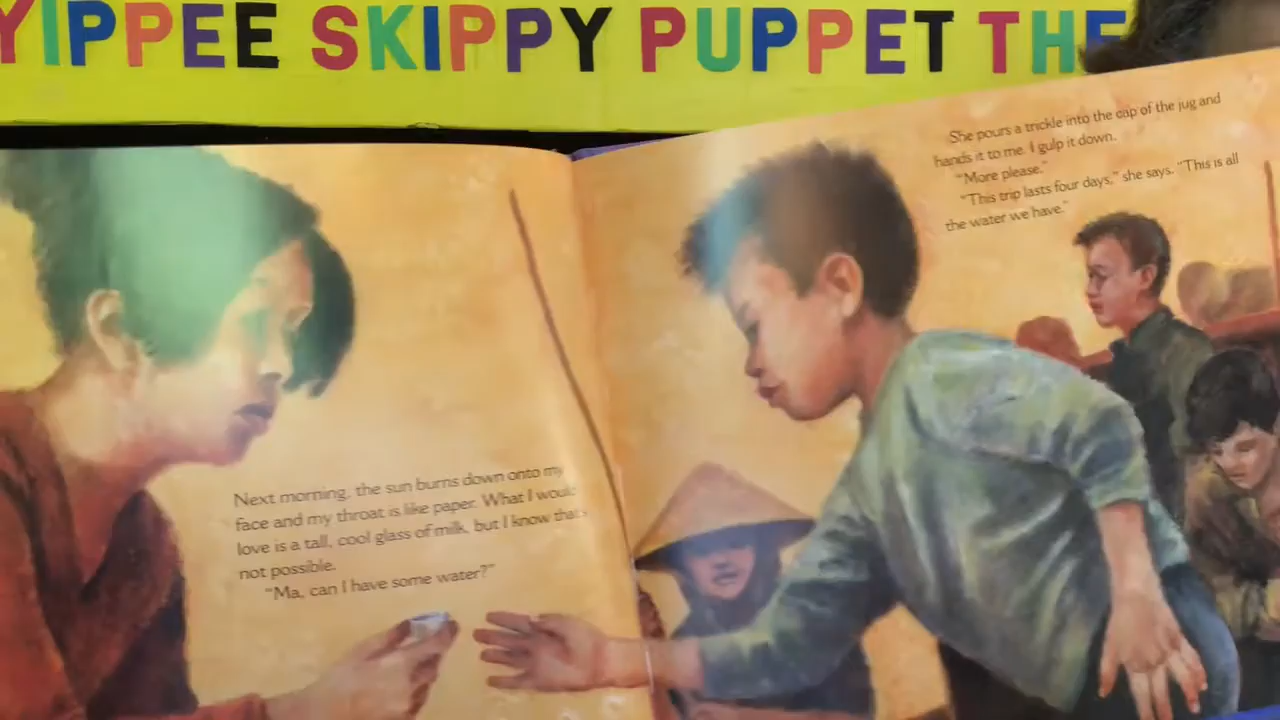 YIPPEE SKIPPY PUPPET THE
Next morning, the sun burns down onto my
face and my throat is like paper. What I would
love is a tall, cool glass of milk, but I know that's
not possible.
"Ma, can I have some water?"
She pours a trickle into the cap of the jug and
hands it to me. I gulp it down.
"More please."
"This trip lasts four days," she says. "This is all
the water we have."